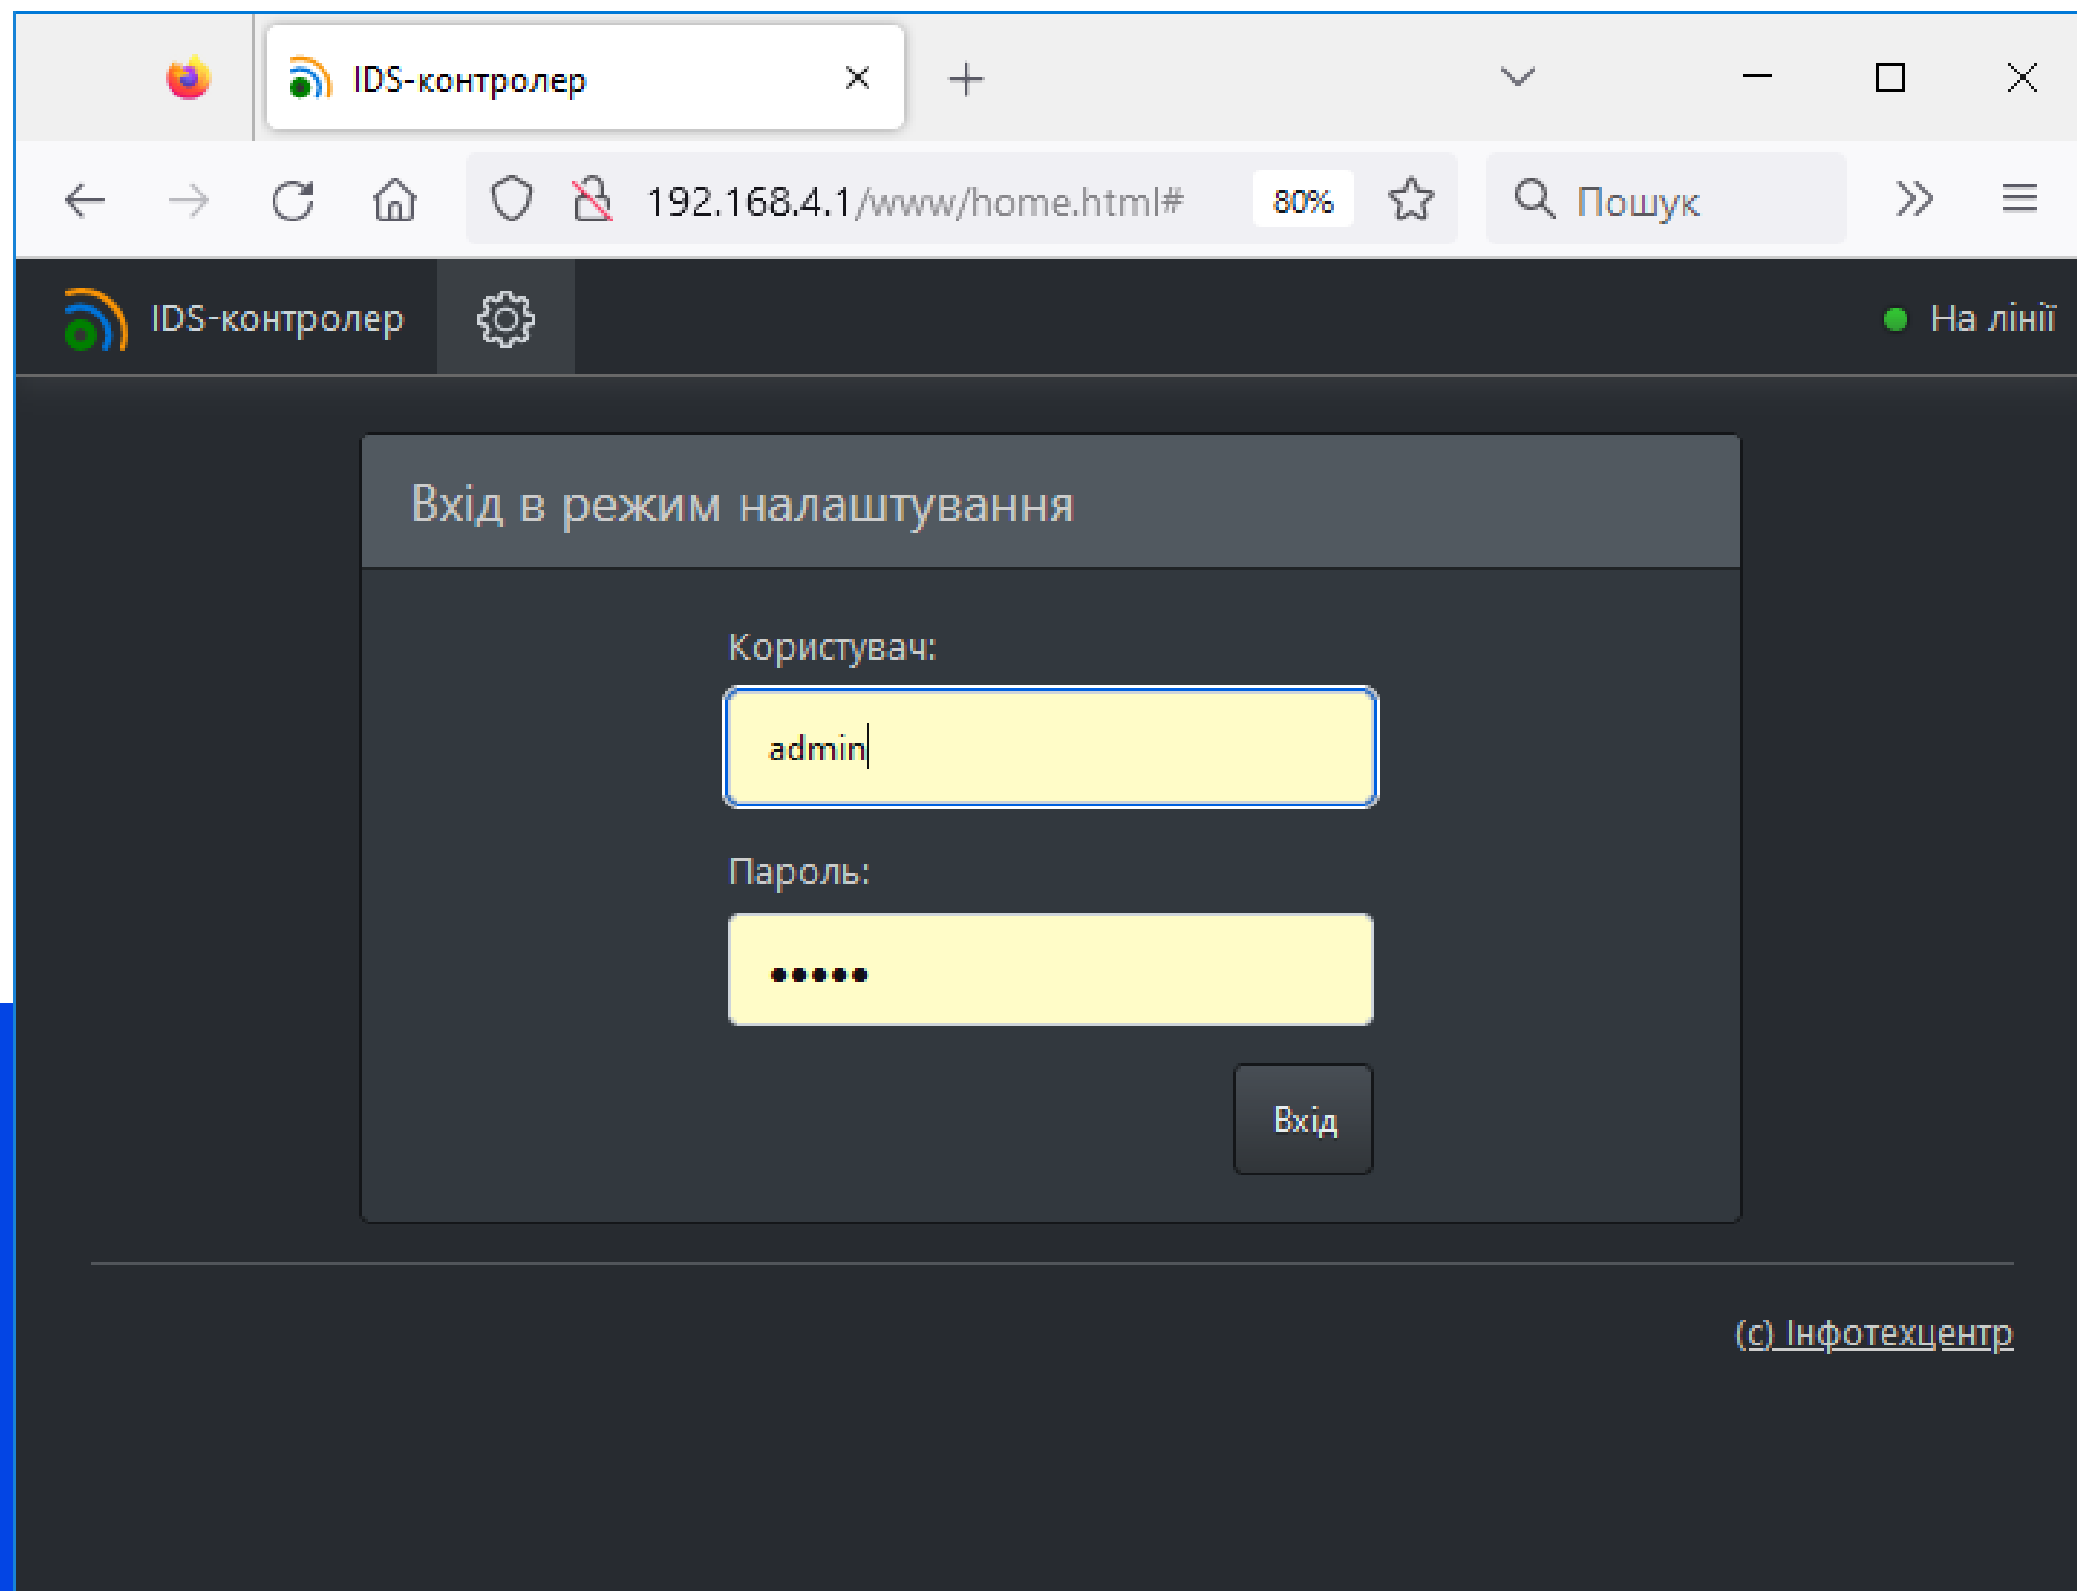 IDS-контролер
192.168.4.1/www/home.html#
80%
Пошук
IDS-контролер
На лінії
Вхід в режим налаштування
Користувач:
admin
Пароль:
•••••
Вхід
(c) Інфотехцентр